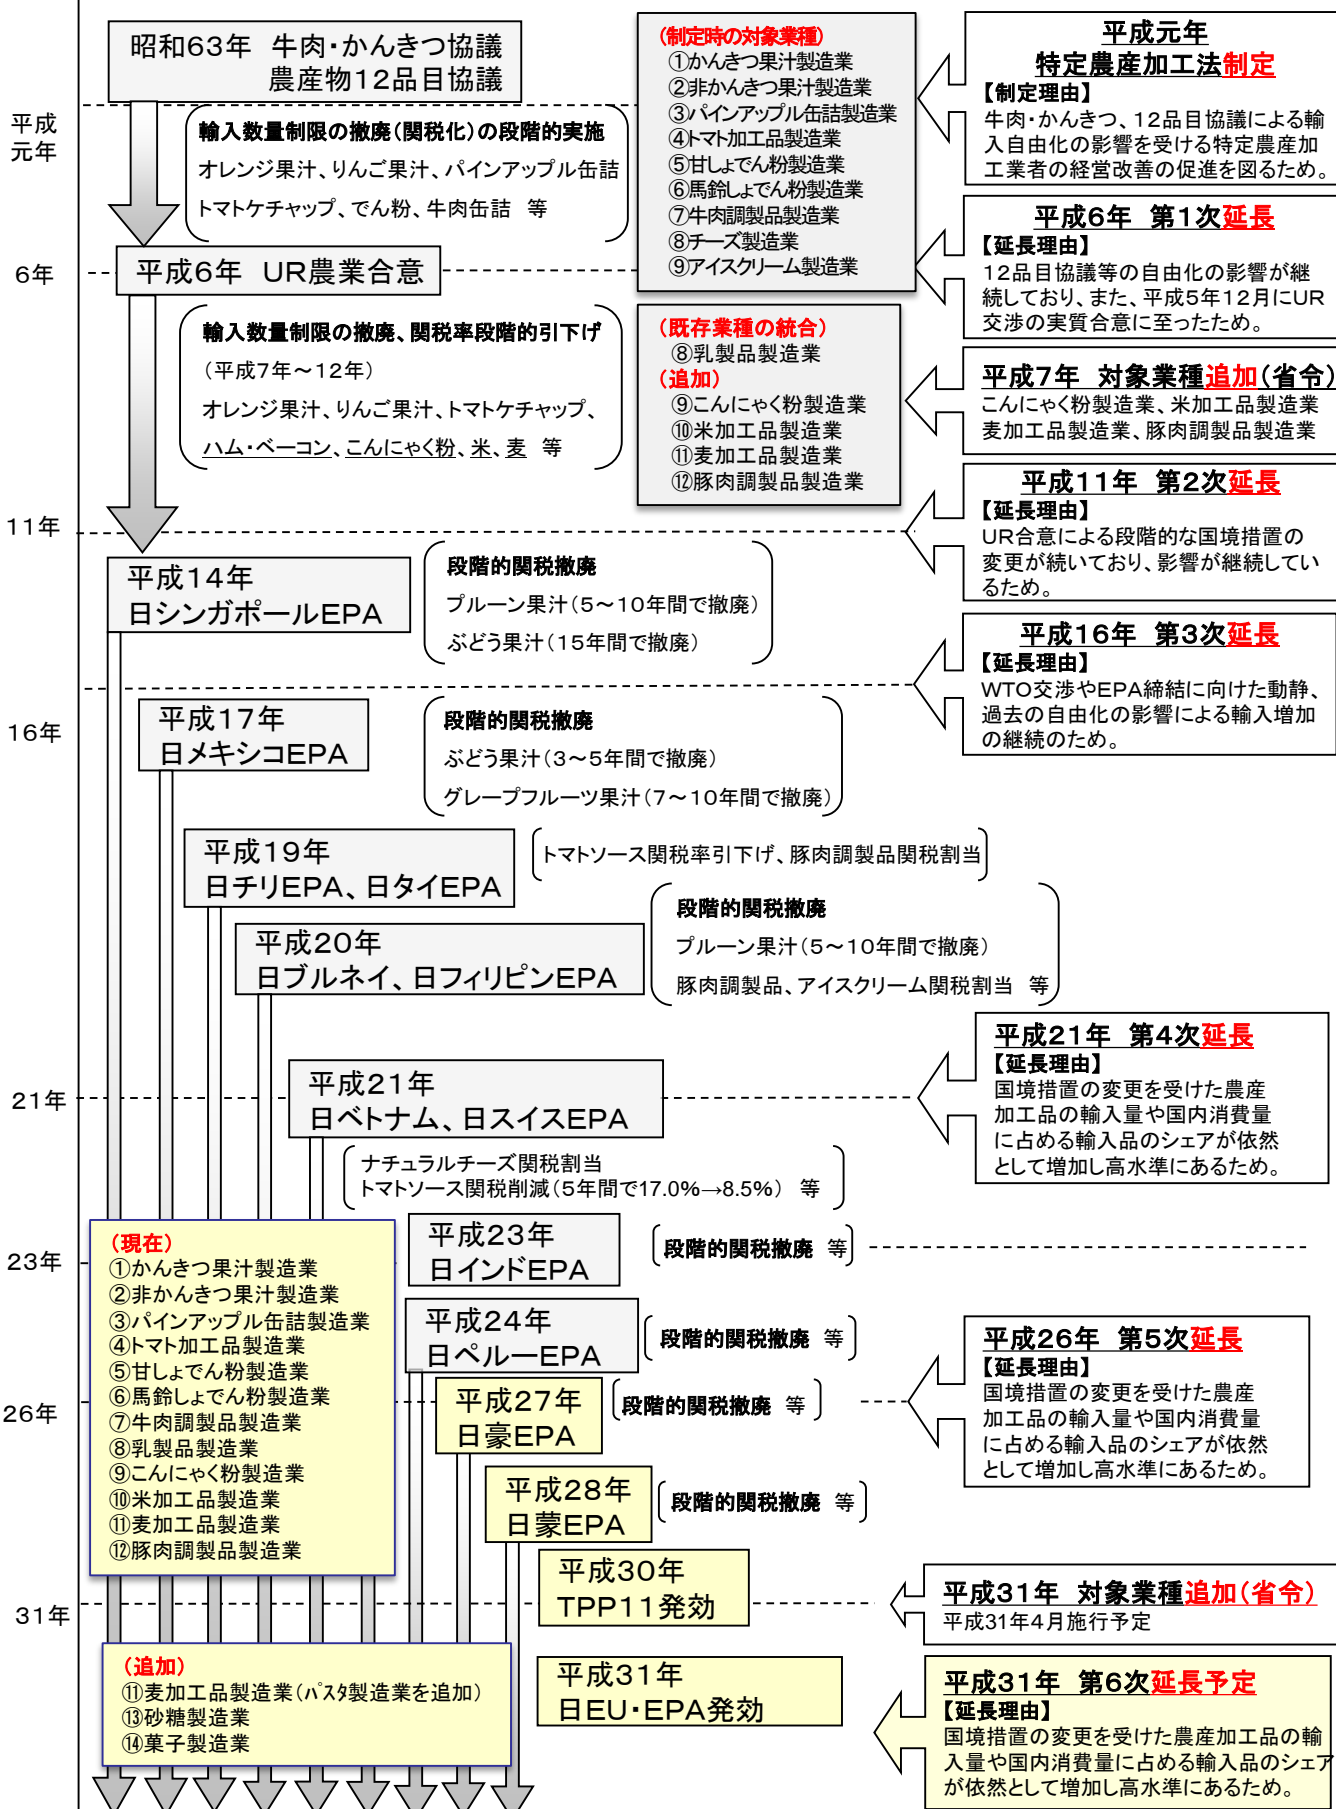 昭和63年 牛肉・かんきつ協議
農産物12品目協議
平成
元年
輸入数量制限の撤廃（関税化）の段階的実施
オレンジ果汁、りんご果汁、パインアップル缶詰
トマトケチャップ、でん粉、牛肉缶詰 等
（制定時の対象業種）
①かんきつ果汁製造業
②非かんきつ果汁製造業
③パインアップル缶詰製造業
④トマト加工品製造業
⑤甘しょでん粉製造業
⑥馬鈴しょでん粉製造業
⑦牛肉調製品製造業
⑧チーズ製造業
⑨アイスクリーム製造業
平成元年
特定農産加工法制定
【制定理由】
牛肉・かんきつ、12品目協議による輸
入自由化の影響を受ける特定農産加
工業者の経営改善の促進を図るため。
6年
平成6年 UR農業合意
平成6年 第1次延長
【延長理由】
12品目協議等の自由化の影響が継
続しており、また、平成5年12月にUR
交渉の実質合意に至ったため。
輸入数量制限の撤廃、関税率段階的引下げ
（平成7年～12年）
オレンジ果汁、りんご果汁、トマトケチャップ、
ハム・ベーコン、こんにゃく粉、米、麦 等
（既存業種の統合）
⑧乳製品製造業
（追加）
⑨こんにゃく粉製造業
⑩米加工品製造業
⑪麦加工品製造業
⑫豚肉調製品製造業
平成7年 対象業種追加（省令）
こんにゃく粉製造業、米加工品製造業
麦加工品製造業、豚肉調製品製造業
11年
平成11年 第2次延長
【延長理由】
UR合意による段階的な国境措置の
変更が続いており、影響が継続してい
るため。
平成14年
日シンガポールEPA
段階的関税撤廃
プルーン果汁（5～10年間で撤廃）
ぶどう果汁（15年間で撤廃）
16年
平成16年 第3次延長
【延長理由】
WTO交渉やEPA締結に向けた動静、
過去の自由化の影響による輸入増加
の継続のため。
平成17年
日メキシコEPA
段階的関税撤廃
ぶどう果汁（3～5年間で撤廃）
グレープフルーツ果汁（7～10年間で撤廃）
平成19年
日チリEPA、日タイEPA
トマトソース関税率引下げ、豚肉調製品関税割当
平成20年
日ブルネイ、日フィリピンEPA
段階的関税撤廃
プルーン果汁（5～10年間で撤廃）
豚肉調製品、アイスクリーム関税割当 等
21年
平成21年
日ベトナム、日スイスEPA
ナチュラルチーズ関税割当
トマトソース関税削減（5年間で17.0%→8.5%） 等
平成21年 第4次延長
【延長理由】
国境措置の変更を受けた農産
加工品の輸入量や国内消費量
に占める輸入品のシェアが依然
として増加し高水準にあるため。
23年
平成23年
日インドEPA
段階的関税撤廃 等
（現在）
①かんきつ果汁製造業
②非かんきつ果汁製造業
③パインアップル缶詰製造業
④トマト加工品製造業
⑤甘しょでん粉製造業
⑥馬鈴しょでん粉製造業
⑦牛肉調製品製造業
⑧乳製品製造業
⑨こんにゃく粉製造業
⑩米加工品製造業
⑪麦加工品製造業
⑫豚肉調製品製造業
平成24年
日ペルーEPA
段階的関税撤廃 等
26年
平成27年
日豪EPA
段階的関税撤廃 等
平成26年 第5次延長
【延長理由】
国境措置の変更を受けた農産
加工品の輸入量や国内消費量
に占める輸入品のシェアが依然
として増加し高水準にあるため。
平成28年
日蒙EPA
段階的関税撤廃 等
31年
平成30年
TPP11発効
平成31年 対象業種追加（省令）
平成31年4月施行予定
（追加）
⑪麦加工品製造業（パスタ製造業を追加）
⑬砂糖製造業
⑭菓子製造業
平成31年
日EU・EPA発効
平成31年 第6次延長予定
【延長理由】
国境措置の変更を受けた農産加工品の輸
入量や国内消費量に占める輸入品のシェア
が依然として増加し高水準にあるため。